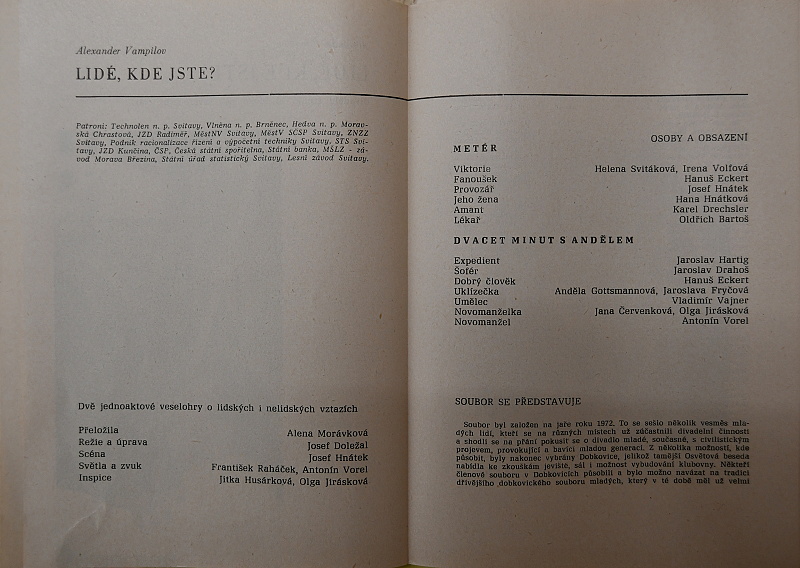 Alexander Vampilov
LIDÉ, KDE JSTE?
Patroni: Technolen n. p. Svitavy, Vlněna n. p. Brněnec, Hedva n. p. Morav-
ská Chrastová, JZD Radiměř, MěstNV Svitavy, MěstV SČSP Svitavy, ZNZZ
Svitavy, Podnik racionalizace řízení a výpočetní techniky Svitavy, STS Svi-
tavy, JZD Kunčina, ČSP, Česká státní spořitelna, Státní banka, MSLZ - zá-
vod Morava Březina, Státní úřad statistický Svitavy, Lesní závod Svitavy.
Dvě jednoaktové veselohry o lidských i nelidských vztazích
Přeložila Alena Morávková
Režie a úprava Josef Doležal
Scéna Josef Hnátek
Světla a zvuk František Raháček, Antonín Vorel
Inspice Jitka Husárková, Olga Jirásková
OSOBY A OBSAZENÍ
METÉR
Viktorie Helena Svitáková, Irena Volfová
Fanoušek Hanuš Eckert
Provozář Josef Hnátek
Jeho žena Hana Hnátková
Amant Karel Drechsler
Lékař Oldřich Bartoš
DVACET MINUT S ANDĚLEM
Expedient Jaroslav Hartig
Šofér Jaroslav Drahoš
Dobrý člověk Hanuš Eckert
Uklízečka Anděla Gottsmannová, Jaroslava Fryčová
Umělec Vladimír Vajner
Novomanželka Jana Červenková, Olga Jirásková
Novomanžel Antonín Vorel
SOUBOR SE PŘEDSTAVUJE
Soubor byl založen na jaře roku 1972. To se sešlo několik vesměs mla-
dých lidí, kteří se na různých místech už zúčastnili divadelní činnosti
a shodli se na přání pokusit se o divadlo mladé, současné, s civilistickým
projevem, provokující a bavící mladou generaci. Z několika možností, kde
působit, byly nakonec vybrány Dobkovice, jelikož tamější Osvětová beseda
nabídla ke zkouškám jeviště, sál i možnost vybudování klubovny. Někteří
členové souboru v Dobkovicích působili a bylo možno navázat na tradici
dřívějšího dobkovického souboru mladých, který v té době měl už velmi